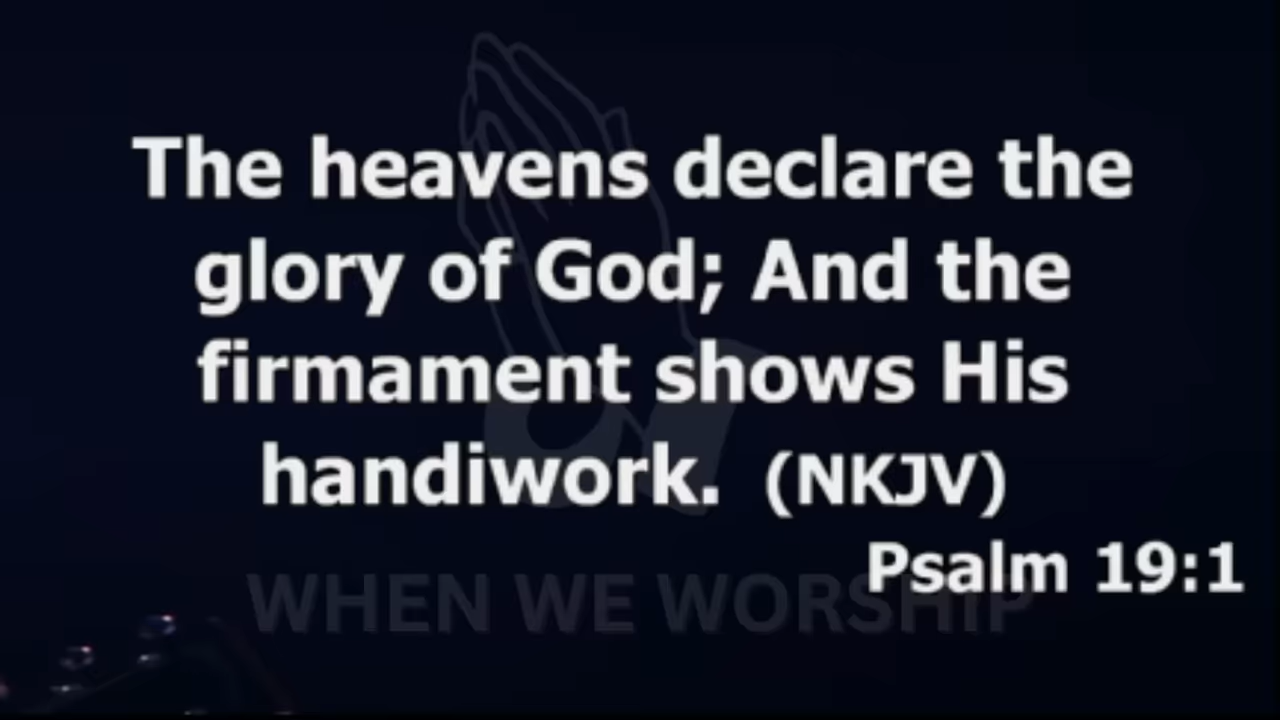 The heavens declare the
glory of God; And the
firmament shows His
handiwork. (NKJV)
Psalm 19:1
WHEN WE WORSHIP